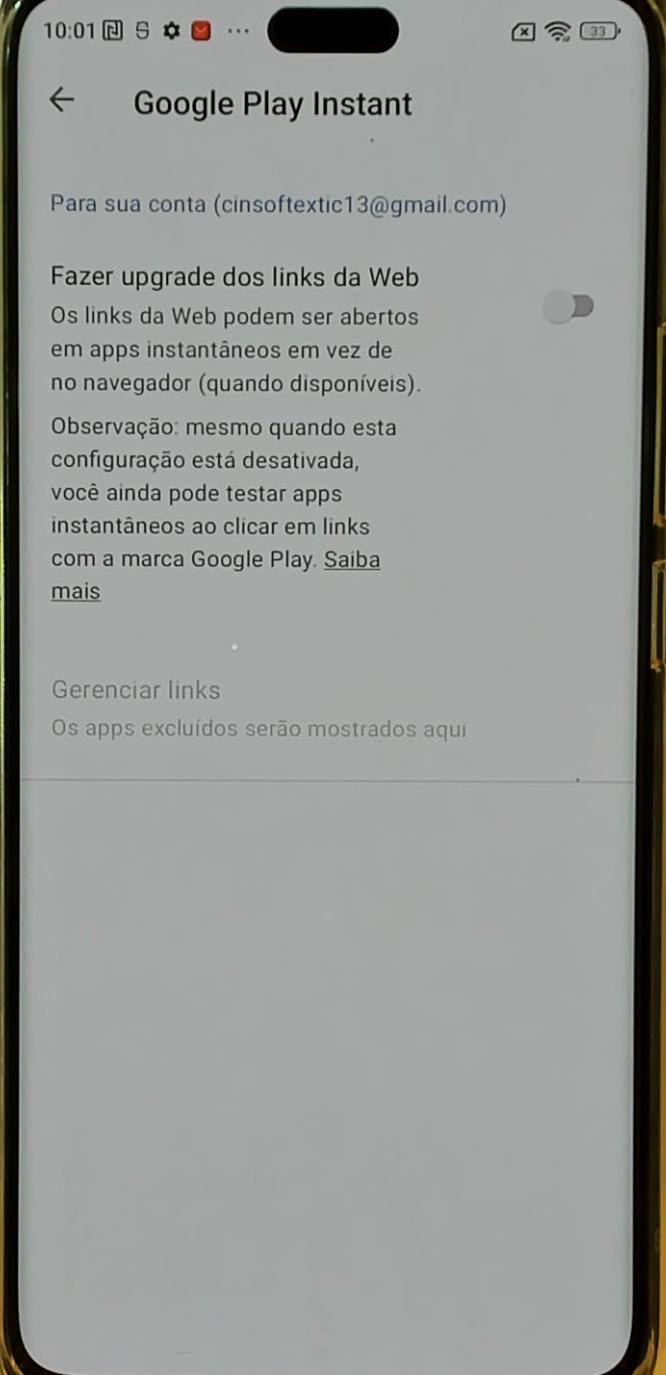 10:01
33
Google Play Instant
Para sua conta (cinsoftextic13@gmail.com)
Fazer upgrade dos links da Web
Os links da Web podem ser abertos
em apps instantâneos em vez de
no navegador (quando disponíveis).
Observação: mesmo quando esta
configuração está desativada,
você ainda pode testar apps
instantâneos ao clicar em links
com a marca Google Play. Saiba
mais
Gerenciar links
Os apps excluídos serão mostrados aqui